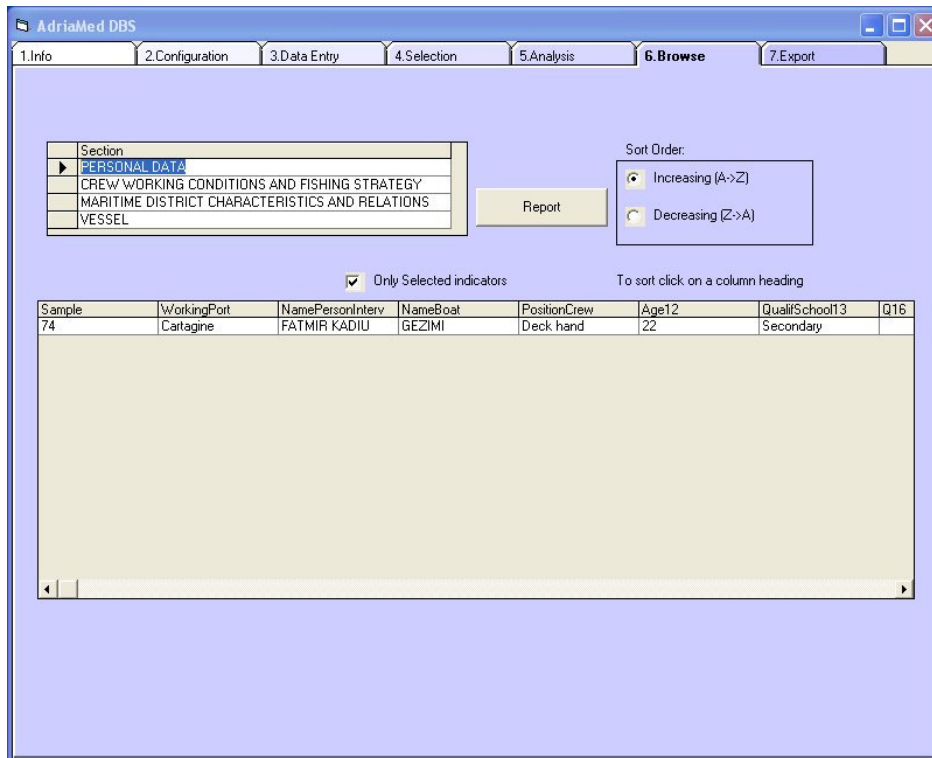 AdriaMed DBS
1.Info 2.Configuration 3.Data Entry 4.Selection 5.Analysis 6.Browse 7.Export
Section
PERSONAL DATA
CREW WORKING CONDITIONS AND FISHING STRATEGY
MARITIME DISTRICT CHARACTERISTICS AND RELATIONS
VESSEL
Report
Sort Order:
Increasing (A->Z)
Decreasing (Z->A)
Only Selected indicators
To sort click on a column heading
Sample WorkingPort NamePersonInterv NameBoat PositionCrew Age12 QualifSchool13 Q16
74 Cartagine FATMIR KADIU GEZIMI Deck hand 22 Secondary